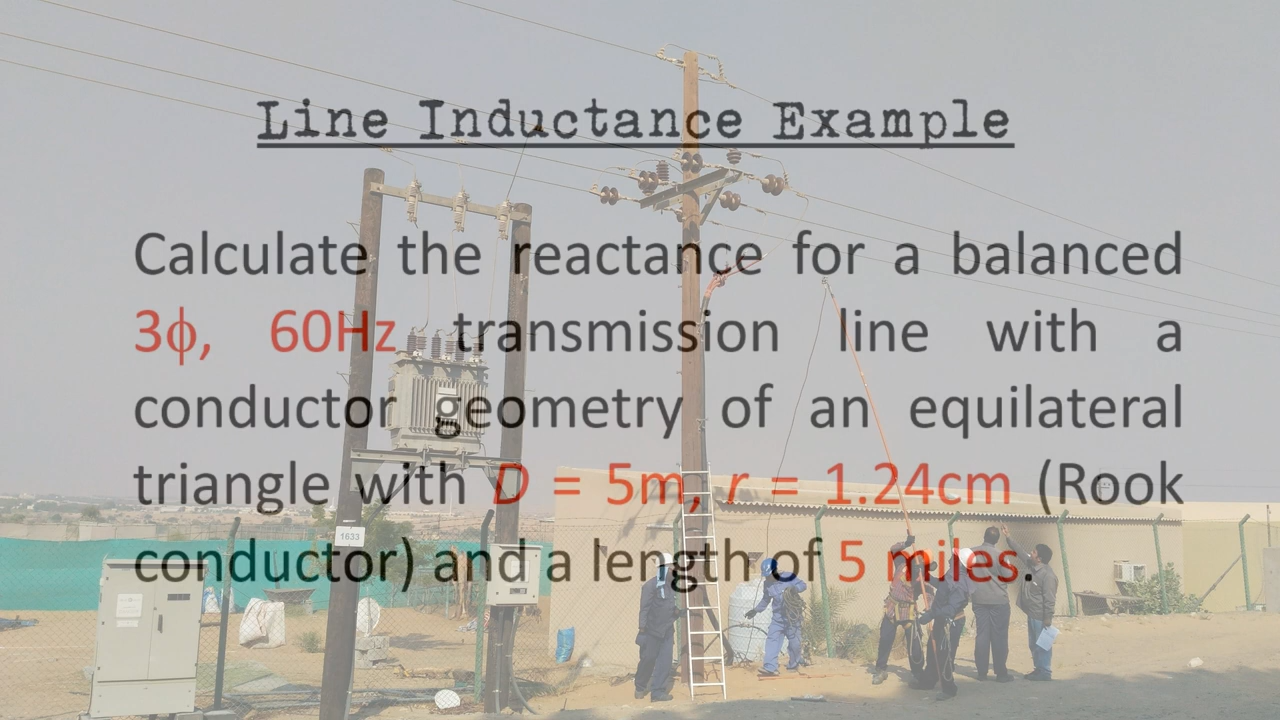 Line Inductance Example
Calculate the reactance for a balanced
3ϕ, 60Hz transmission line with a
conductor geometry of an equilateral
triangle with D = 5m, r = 1.24cm (Rook
conductor) and a length of 5 miles.
1633